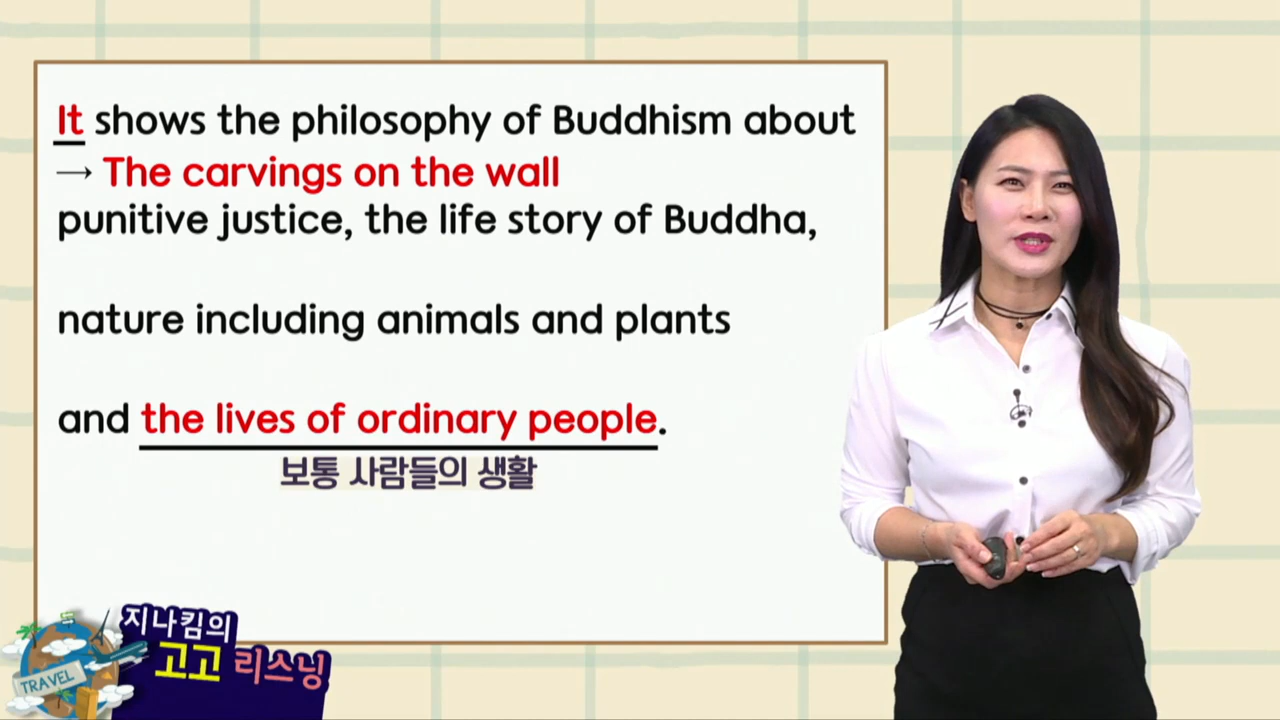 It shows the philosophy of Buddhism about
→ The carvings on the wall
punitive justice, the life story of Buddha,
nature including animals and plants
and the lives of ordinary people.
보통 사람들의 생활
지나킴의
고고 리스닝
TRAVEL